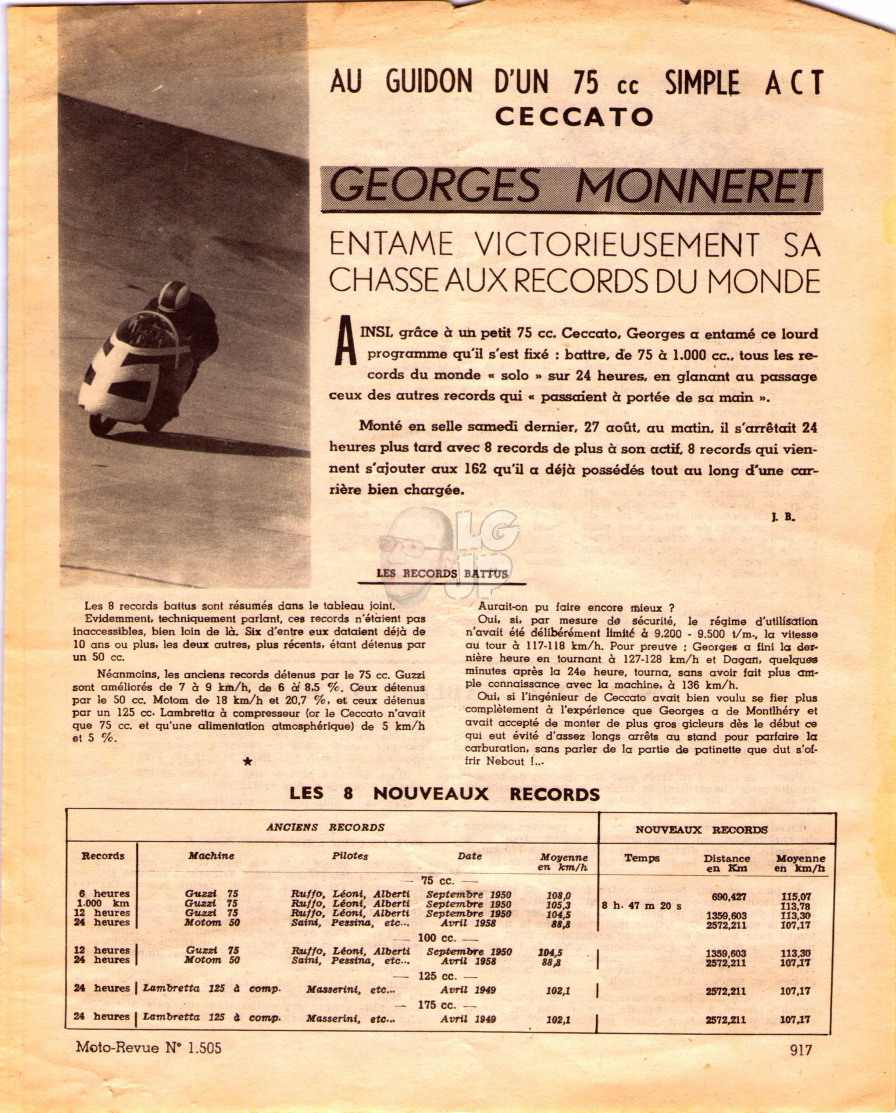 AU GUIDON D'UN 75 cc SIMPLE ACT
CECCATO
GEORGES MONNERET
ENTAME VICTORIEUSEMENT SA
CHASSE AUX RECORDS DU MONDE
AINSI, grâce à un petit 75 cc. Ceccato, Georges a entamé ce lourd
programme qu'il s'est fixé : battre, de 75 à 1.000 cc., tous les re-
cords du monde « solo » sur 24 heures, en glanant au passage
ceux des autres records qui « passaient à portée de sa main ».
Monté en selle samedi dernier, 27 août, au matin, il s'arrêtait 24
heures plus tard avec 8 records de plus à son actif, 8 records qui vien-
nent s'ajouter aux 162 qu'il a déjà possédés tout au long d'une car-
rière bien chargée.
J. B.
LG
UP
LES RECORDS BATTUS
Les 8 records battus sont résumés dans le tableau joint.
Evidemment, techniquement parlant, ces records n'étaient pas
inaccessibles, bien loin de là. Six d'entre eux dataient déjà de
10 ans ou plus, les deux autres, plus récents, étant détenus par
un 50 cc.
Néanmoins, les anciens records détenus par le 75 cc. Guzzi
sont améliorés de 7 à 9 km/h, de 6 à 8,5 %. Ceux détenus
par le 50 cc. Motom de 18 km/h et 20,7 %, et ceux détenus
par un 125 cc. Lambretta à compresseur (or le Ceccato n'avait
que 75 cc. et qu'une alimentation atmosphérique) de 5 km/h
et 5 %.
★
Aurait-on pu faire encore mieux ?
Oui, si, par mesure de sécurité, le régime d'utilisation
n'avait été délibérément limité à 9.200 - 9.500 t/m., la vitesse
au tour à 117-118 km/h. Pour preuve : Georges a fini la der-
nière heure en tournant à 127-128 km/h et Dagan, quelques
minutes après la 24e heure, tourna, sans avoir fait plus am-
ple connaissance avec la machine, à 136 km/h.
Oui, si l'ingénieur de Ceccato avait bien voulu se fier plus
complètement à l'expérience que Georges a de Montlhéry et
avait accepté de monter de plus gros gicleurs dès le début ce
qui eut évité d'assez longs arrêts au stand pour parfaire la
carburation, sans parler de la partie de patinette que dut s'of-
frir Nebout !...
LES 8 NOUVEAUX RECORDS
ANCIENS RECORDS NOUVEAUX RECORDS
Records Machine Pilotes Date Moyenne en km/h Temps Distance en Km Moyenne en km/h
— 75 cc. —
6 heures Guzzi 75 Ruffo, Léoni, Alberti Septembre 1950 108,0 690,427 115,07
1.000 km Guzzi 75 Ruffo, Léoni, Alberti Septembre 1950 105,3 8 h. 47 m 20 s 113,78
12 heures Guzzi 75 Ruffo, Léoni, Alberti Septembre 1950 104,5 1359,603 113,30
24 heures Motom 50 Saini, Pessina, etc... Avril 1958 88,8 2572,211 107,17
— 100 cc. —
12 heures Guzzi 75 Ruffo, Léoni, Alberti Septembre 1950 104,5 1359,603 113,30
24 heures Motom 50 Saini, Pessina, etc... Avril 1958 88,8 2572,211 107,17
— 125 cc. —
24 heures Lambretta 125 à comp. Masserini, etc... Avril 1949 102,1 2572,211 107,17
— 175 cc. —
24 heures Lambretta 125 à comp. Masserini, etc... Avril 1949 102,1 2572,211 107,17
Moto-Revue N° 1.505
917